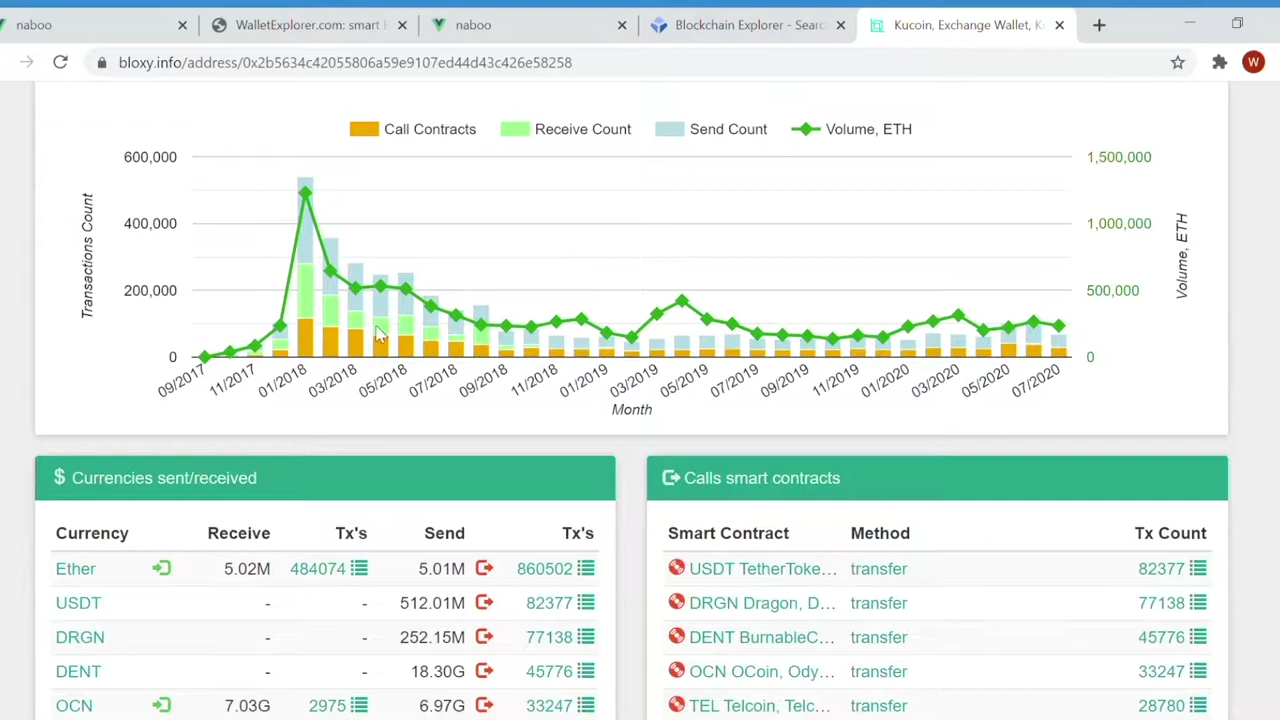 naboo
WalletExplorer.com: smart E
naboo
Blockchain Explorer - Searc
Kucoin, Exchange Wallet, K
bloxy.info/address/0x2b5634c42055806a59e9107ed44d43c426e58258
W
Call Contracts Receive Count Send Count Volume, ETH
600,000
400,000
200,000
0
Transactions Count
1,500,000
1,000,000
500,000
0
Volume, ETH
09/2017 11/2017 01/2018 03/2018 05/2018 07/2018 09/2018 11/2018 01/2019 03/2019 05/2019 07/2019 09/2019 11/2019 01/2020 03/2020 05/2020 07/2020
Month
$ Currencies sent/received
Currency Receive Tx's Send Tx's
Ether 5.02M 484074 5.01M 860502
USDT - - 512.01M 82377
DRGN - - 252.15M 77138
DENT - - 18.30G 45776
OCN 7.03G 2975 6.97G 33247
Calls smart contracts
Smart Contract Method Tx Count
USDT TetherToke... transfer 82377
DRGN Dragon, D... transfer 77138
DENT BurnableC... transfer 45776
OCN OCoin, Ody... transfer 33247
TEL Telcoin, Telc... transfer 28780